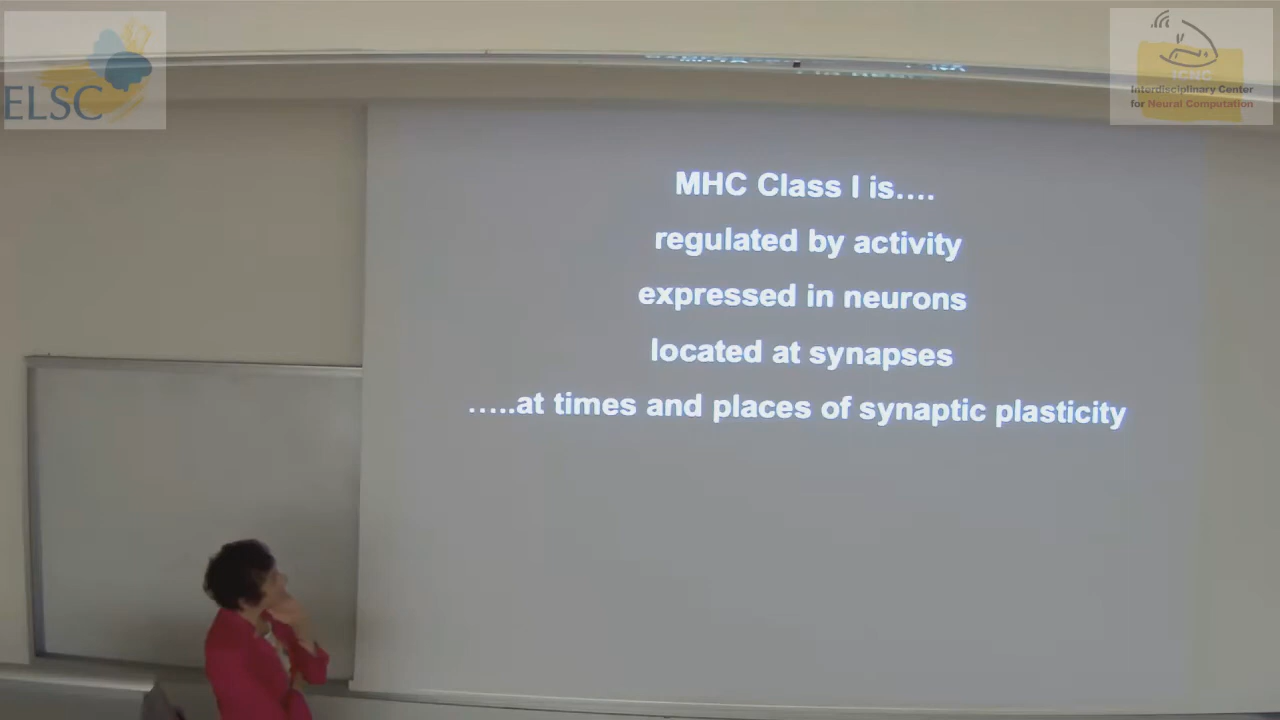 ELSC
ICNC
Interdisciplinary Center
for Neural Computation
MHC Class I is....
regulated by activity
expressed in neurons
located at synapses
.....at times and places of synaptic plasticity